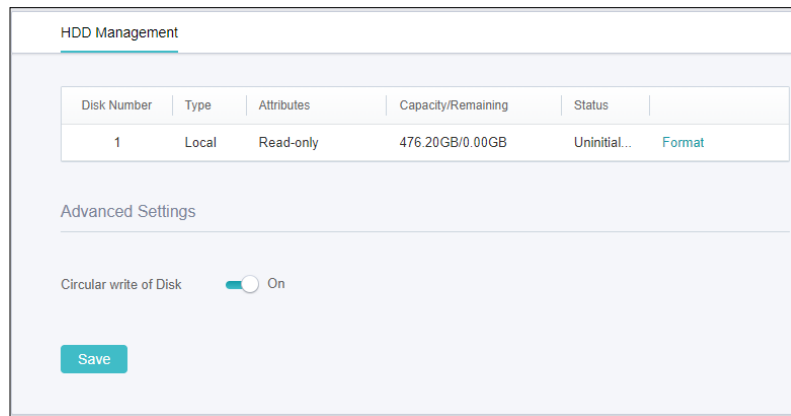 HDD Management
Disk Number Type Attributes Capacity/Remaining Status
1 Local Read-only 476.20GB/0.00GB Uninitial... Format
Advanced Settings
Circular write of Disk On
Save